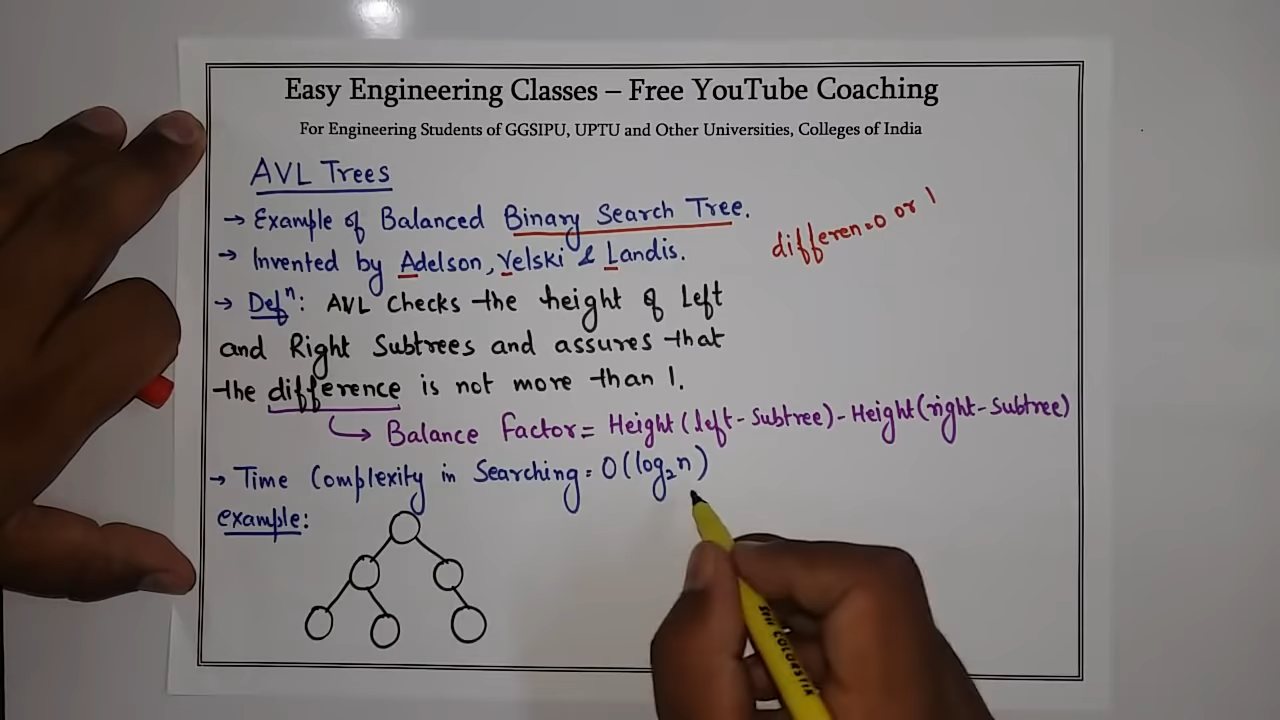 Easy Engineering Classes – Free YouTube Coaching
For Engineering Students of GGSIPU, UPTU and Other Universities, Colleges of India
AVL Trees
→ Example of Balanced Binary Search Tree.
differen=0 or 1
→ Invented by Adelson, Velski & Landis.
→ Defⁿ: AVL checks the height of Left
and Right Subtrees and assures that
the difference is not more than 1.
↳ Balance Factor = Height(left-Subtree)-Height(right-Subtree)
→ Time Complexity in Searching = O(log₂n)
example: